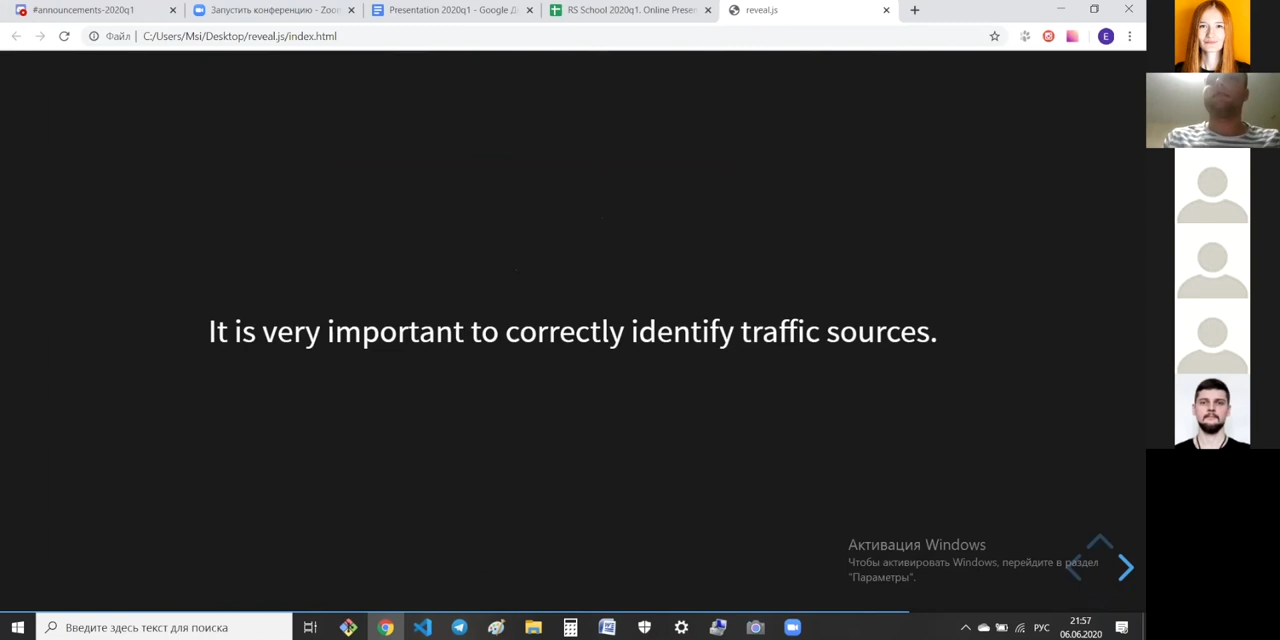 #announcements-2020q1
Запустить конференцию - Zoom
Presentation 2020q1 - Google Д
RS School 2020q1. Online Presen
reveal.js
Файл
C:/Users/Msi/Desktop/reveal.js/index.html
E
It is very important to correctly identify traffic sources.
Активация Windows
Чтобы активировать Windows, перейдите в раздел
"Параметры".
Введите здесь текст для поиска
РУС
21:57
06.06.2020